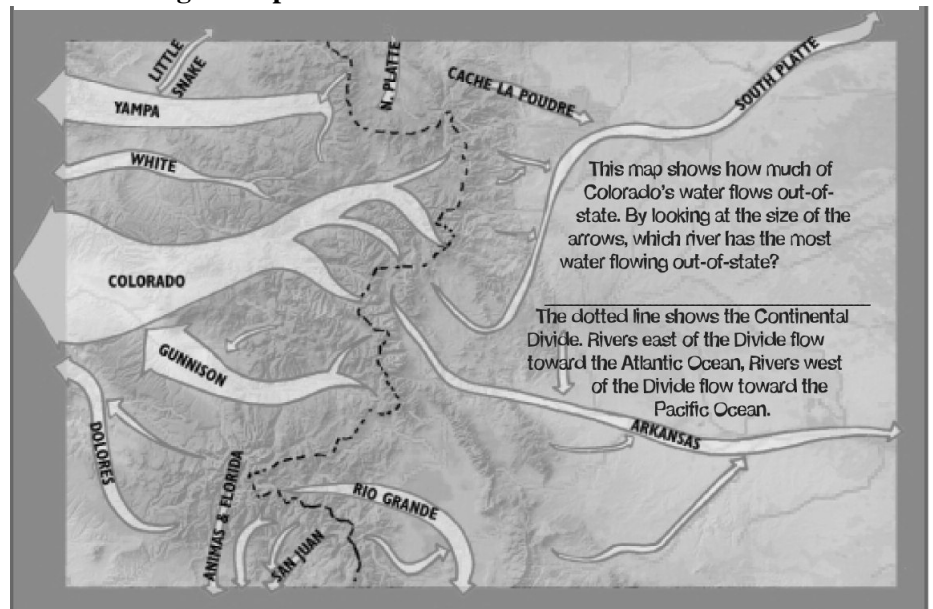 LITTLE
SNAKE
YAMPA
N. PLATTE
CACHE LA POUDRE
SOUTH PLATTE
WHITE
This map shows how much of
Colorado's water flows out-of-
state. By looking at the size of the
arrows, which river has the most
water flowing out-of-state?
COLORADO
The dotted line shows the Continental
Divide. Rivers east of the Divide flow
toward the Atlantic Ocean, Rivers west
of the Divide flow toward the
Pacific Ocean.
GUNNISON
ARKANSAS
DOLORES
ANIMAS & FLORIDA
RIO GRANDE
SAN JUAN